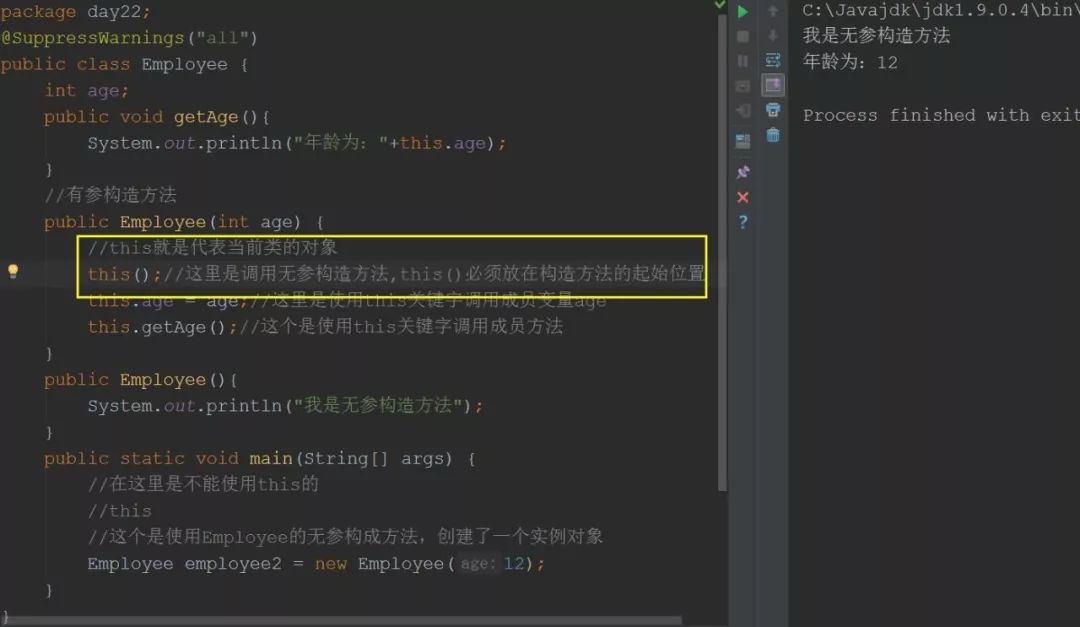 package day22;
@SuppressWarnings("all")
public class Employee {
int age;
public void getAge(){
System.out.println("年龄为："+this.age);
}
//有参构造方法
public Employee(int age) {
//this就是代表当前类的对象
this();//这里是调用无参构造方法,this()必须放在构造方法的起始位置
this.age = age;//这里是使用this关键字调用成员变量age
this.getAge();//这个是使用this关键字调用成员方法
}
public Employee(){
System.out.println("我是无参构造方法");
}
public static void main(String[] args) {
//在这里是不能使用this的
//this
//这个是使用Employee的无参构成方法，创建了一个实例对象
Employee employee2 = new Employee( age: 12);
}
}
C:\Javajdk\jdk1.9.0.4\bin\
我是无参构造方法
年龄为：12
Process finished with exit